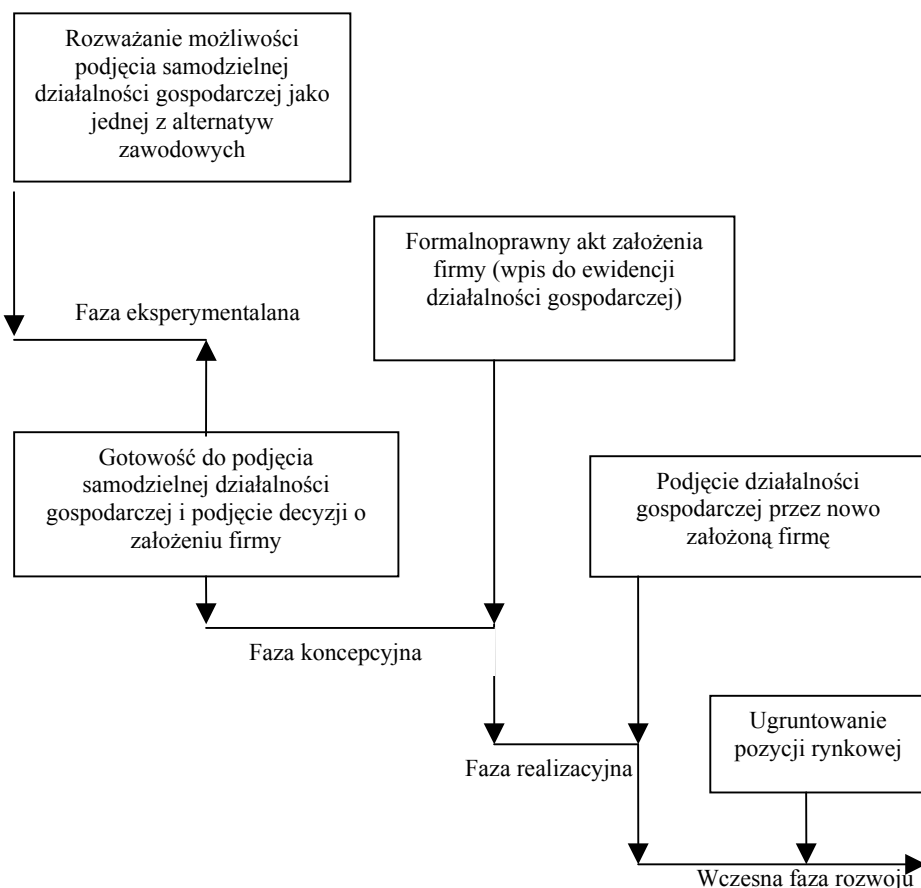 Rozważanie możliwości
podjęcia samodzielnej
działalności gospodarczej jako
jednej z alternatyw
zawodowych
Formalnoprawny akt założenia
firmy (wpis do ewidencji
działalności gospodarczej)
Faza eksperymentalana
Gotowość do podjęcia
samodzielnej działalności
gospodarczej i podjęcie decyzji o
założeniu firmy
Podjęcie działalności
gospodarczej przez nowo
założoną firmę
Faza koncepcyjna
Ugruntowanie
pozycji rynkowej
Faza realizacyjna
Wczesna faza rozwoju